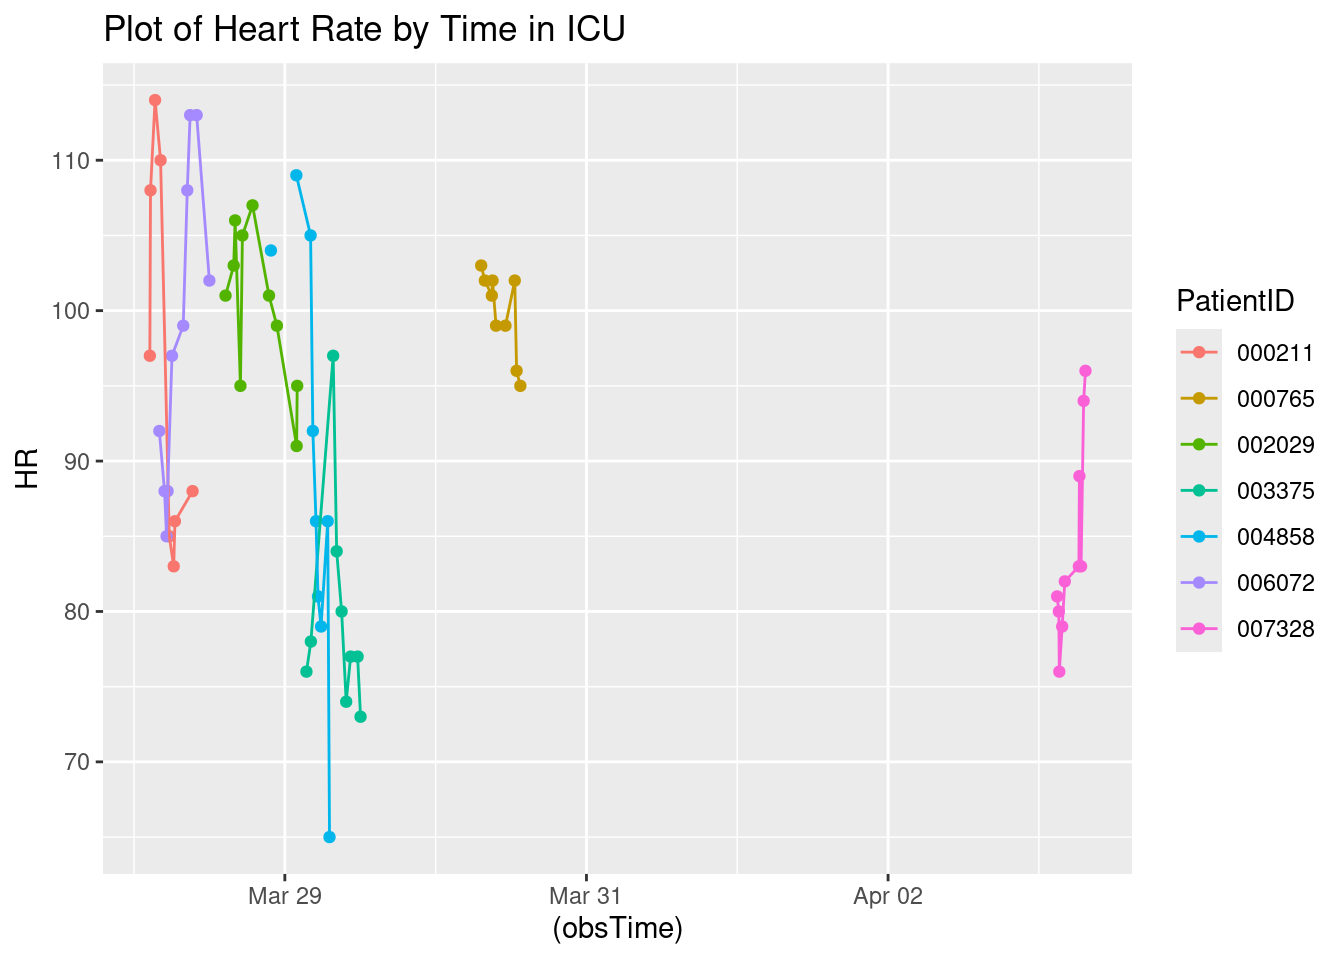 Plot of Heart Rate by Time in ICU
HR
110
100
90
80
70
Mar 29
Mar 31
Apr 02
(obsTime)
PatientID
000211
000765
002029
003375
004858
006072
007328